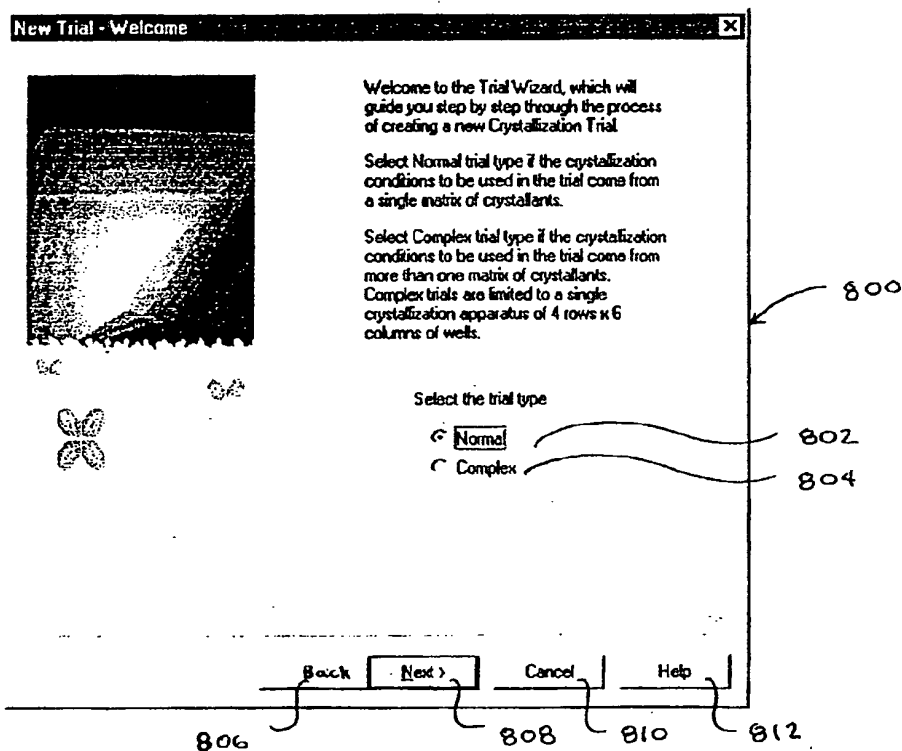 New Trial - Welcome
Welcome to the Trial Wizard, which will
guide you step by step through the process
of creating a new Crystallization Trial
Select Normal trial type if the crystallization
conditions to be used in the trial come from
a single matrix of crystallants.
Select Complex trial type if the crystallization
conditions to be used in the trial come from
more than one matrix of crystallants.
Complex trials are limited to a single
crystallization apparatus of 4 rows x 6
columns of wells.
800
Select the trial type
Normal
802
Complex
804
Back Next > Cancel Help
806 808 810 812